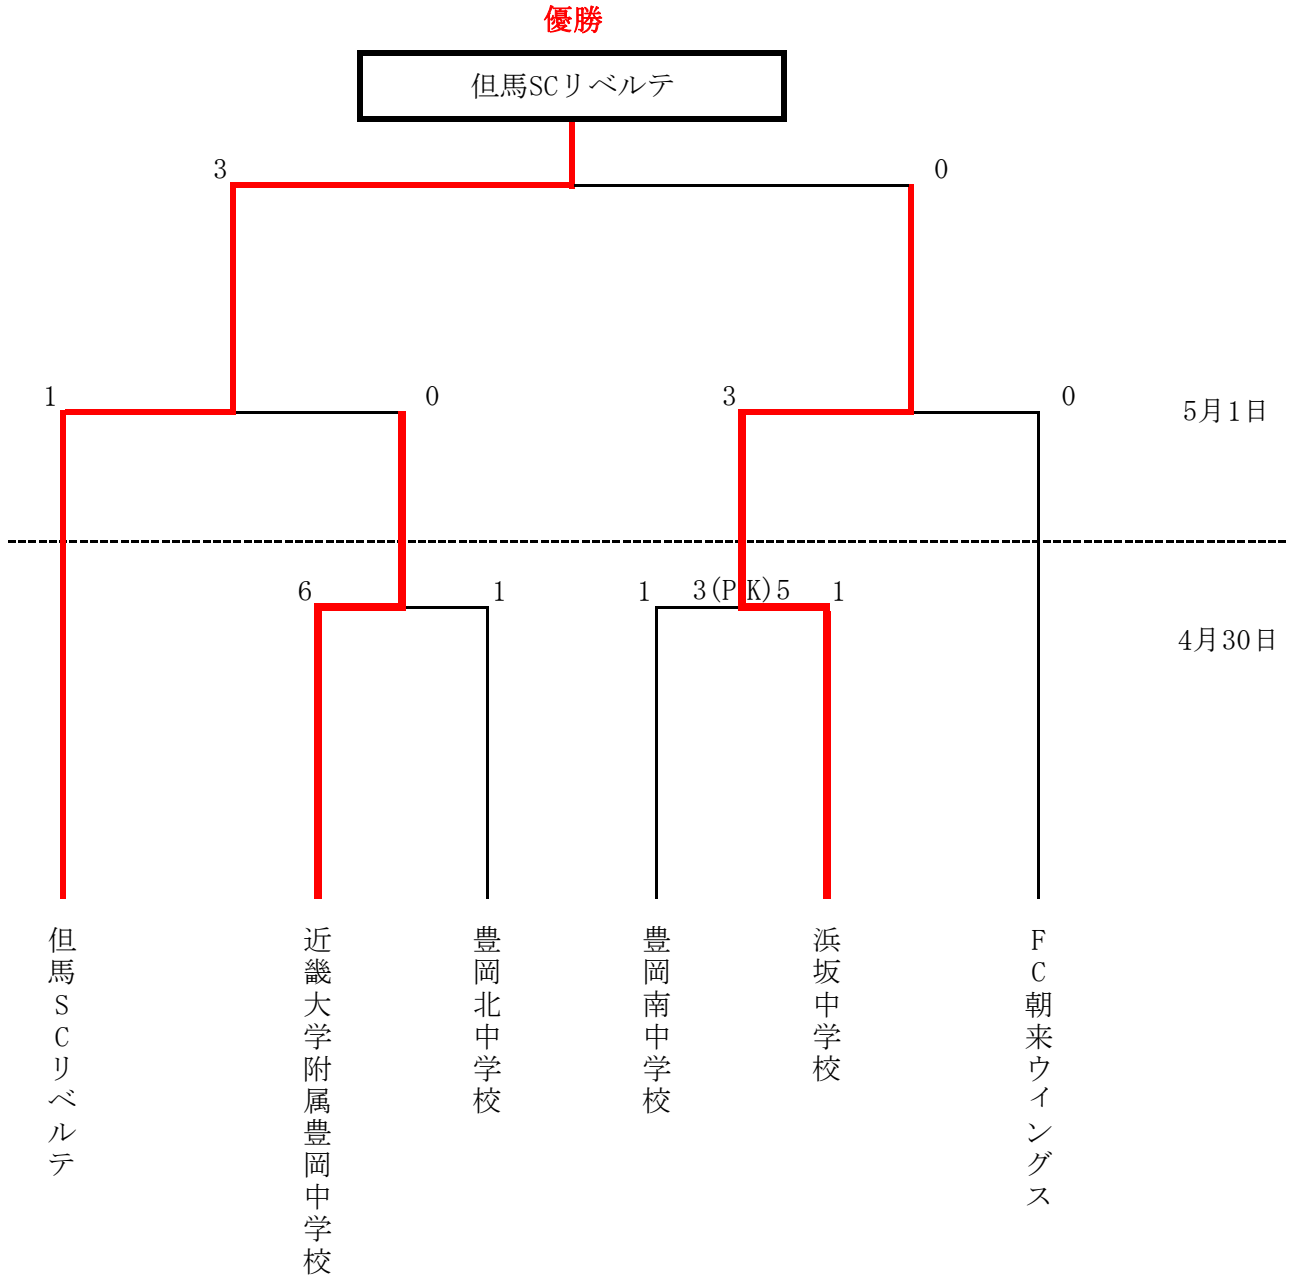 優勝
但馬SCリベルテ
3
0
1
0
3
0
5月1日
6
1
1
3(PK)5
1
4月30日
但馬SCリベルテ
近畿大学附属豊岡中学校
豊岡北中学校
豊岡南中学校
浜坂中学校
FC朝来ウイングス